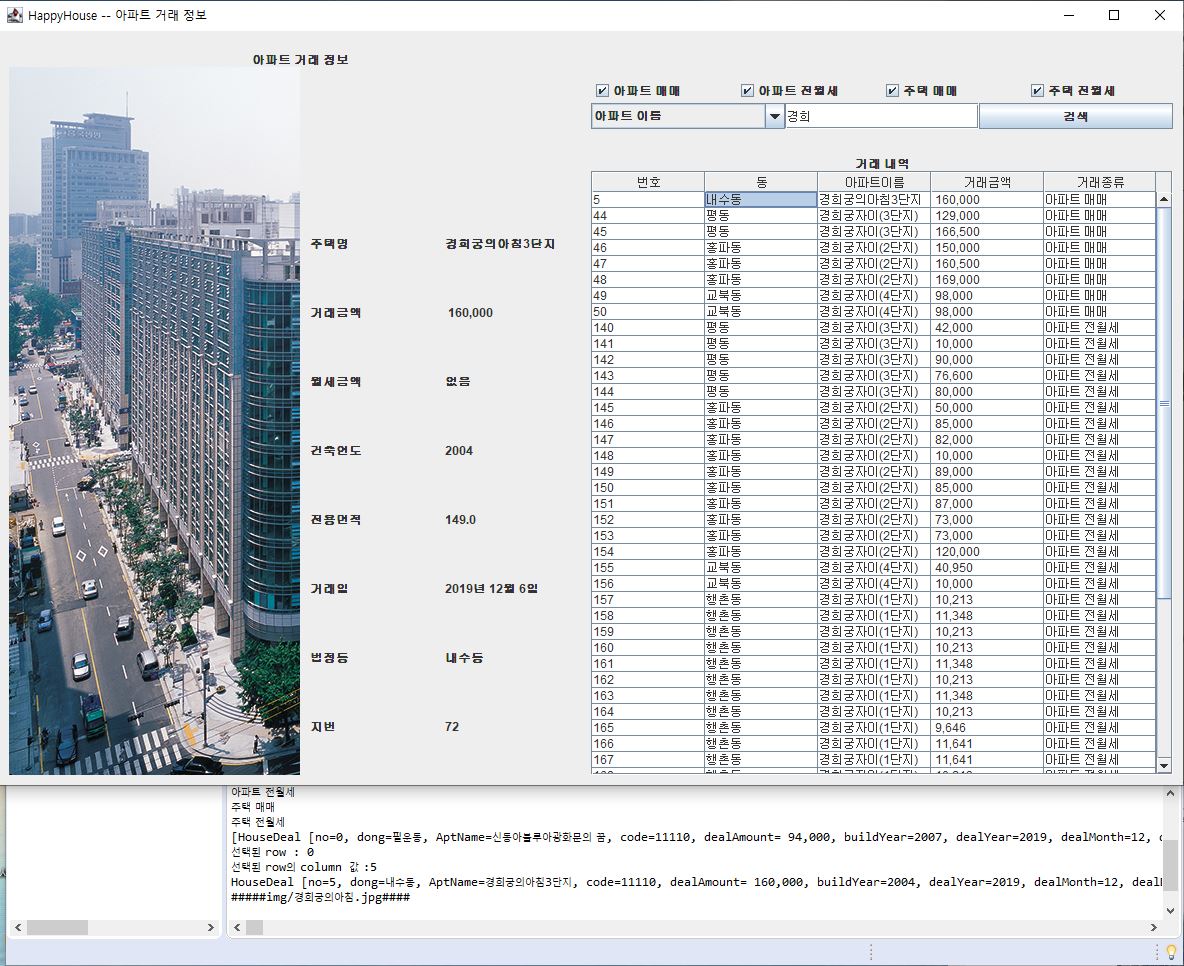 HappyHouse -- 아파트 거래 정보
아파트 거래 정보
아파트 매매 아파트 전월세 주택 매매 주택 전월세
아파트 이름 경희 검색
거래 내역
주택명 경희궁의아침3단지
거래금액 160,000
월세금액 없음
건축연도 2004
전용면적 149.0
거래일 2019년 12월 6일
법정동 내수동
지번 72
번호 동 아파트이름 거래금액 거래종류
5 내수동 경희궁의아침3단지 160,000 아파트 매매
44 평동 경희궁자이(3단지) 129,000 아파트 매매
45 평동 경희궁자이(3단지) 166,500 아파트 매매
46 홍파동 경희궁자이(2단지) 150,000 아파트 매매
47 홍파동 경희궁자이(2단지) 160,500 아파트 매매
48 홍파동 경희궁자이(2단지) 169,000 아파트 매매
49 교북동 경희궁자이(4단지) 98,000 아파트 매매
50 교북동 경희궁자이(4단지) 98,000 아파트 매매
140 평동 경희궁자이(3단지) 42,000 아파트 전월세
141 평동 경희궁자이(3단지) 10,000 아파트 전월세
142 평동 경희궁자이(3단지) 90,000 아파트 전월세
143 평동 경희궁자이(3단지) 76,600 아파트 전월세
144 평동 경희궁자이(3단지) 80,000 아파트 전월세
145 홍파동 경희궁자이(2단지) 50,000 아파트 전월세
146 홍파동 경희궁자이(2단지) 85,000 아파트 전월세
147 홍파동 경희궁자이(2단지) 82,000 아파트 전월세
148 홍파동 경희궁자이(2단지) 10,000 아파트 전월세
149 홍파동 경희궁자이(2단지) 89,000 아파트 전월세
150 홍파동 경희궁자이(2단지) 85,000 아파트 전월세
151 홍파동 경희궁자이(2단지) 87,000 아파트 전월세
152 홍파동 경희궁자이(2단지) 73,000 아파트 전월세
153 홍파동 경희궁자이(2단지) 73,000 아파트 전월세
154 홍파동 경희궁자이(2단지) 120,000 아파트 전월세
155 교북동 경희궁자이(4단지) 40,950 아파트 전월세
156 교북동 경희궁자이(4단지) 10,000 아파트 전월세
157 행촌동 경희궁자이(1단지) 10,213 아파트 전월세
158 행촌동 경희궁자이(1단지) 11,348 아파트 전월세
159 행촌동 경희궁자이(1단지) 10,213 아파트 전월세
160 행촌동 경희궁자이(1단지) 10,213 아파트 전월세
161 행촌동 경희궁자이(1단지) 11,348 아파트 전월세
162 행촌동 경희궁자이(1단지) 10,213 아파트 전월세
163 행촌동 경희궁자이(1단지) 11,348 아파트 전월세
164 행촌동 경희궁자이(1단지) 10,213 아파트 전월세
165 행촌동 경희궁자이(1단지) 9,646 아파트 전월세
166 행촌동 경희궁자이(1단지) 11,641 아파트 전월세
167 행촌동 경희궁자이(1단지) 11,641 아파트 전월세
아파트 전월세
주택 매매
주택 전월세
[HouseDeal [no=0, dong=필운동, AptName=신동아블루아광화문의 꿈, code=11110, dealAmount= 94,000, buildYear=2007, dealYear=2019, dealMonth=12,
선택된 row : 0
선택된 row의 column 값 :5
HouseDeal [no=5, dong=내수동, AptName=경희궁의아침3단지, code=11110, dealAmount= 160,000, buildYear=2004, dealYear=2019, dealMonth=12,
#####img/경희궁의아침.jpg####